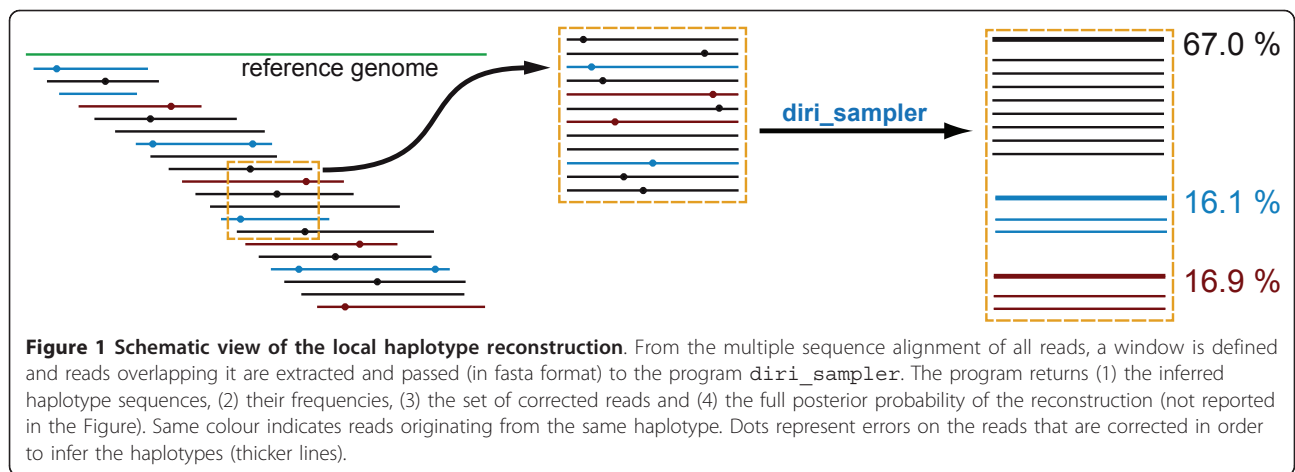 reference genome
diri_sampler
67.0 %
16.1 %
16.9 %
Figure 1 Schematic view of the local haplotype reconstruction. From the multiple sequence alignment of all reads, a window is defined
and reads overlapping it are extracted and passed (in fasta format) to the program diri_sampler. The program returns (1) the inferred
haplotype sequences, (2) their frequencies, (3) the set of corrected reads and (4) the full posterior probability of the reconstruction (not reported
in the Figure). Same colour indicates reads originating from the same haplotype. Dots represent errors on the reads that are corrected in order
to infer the haplotypes (thicker lines).